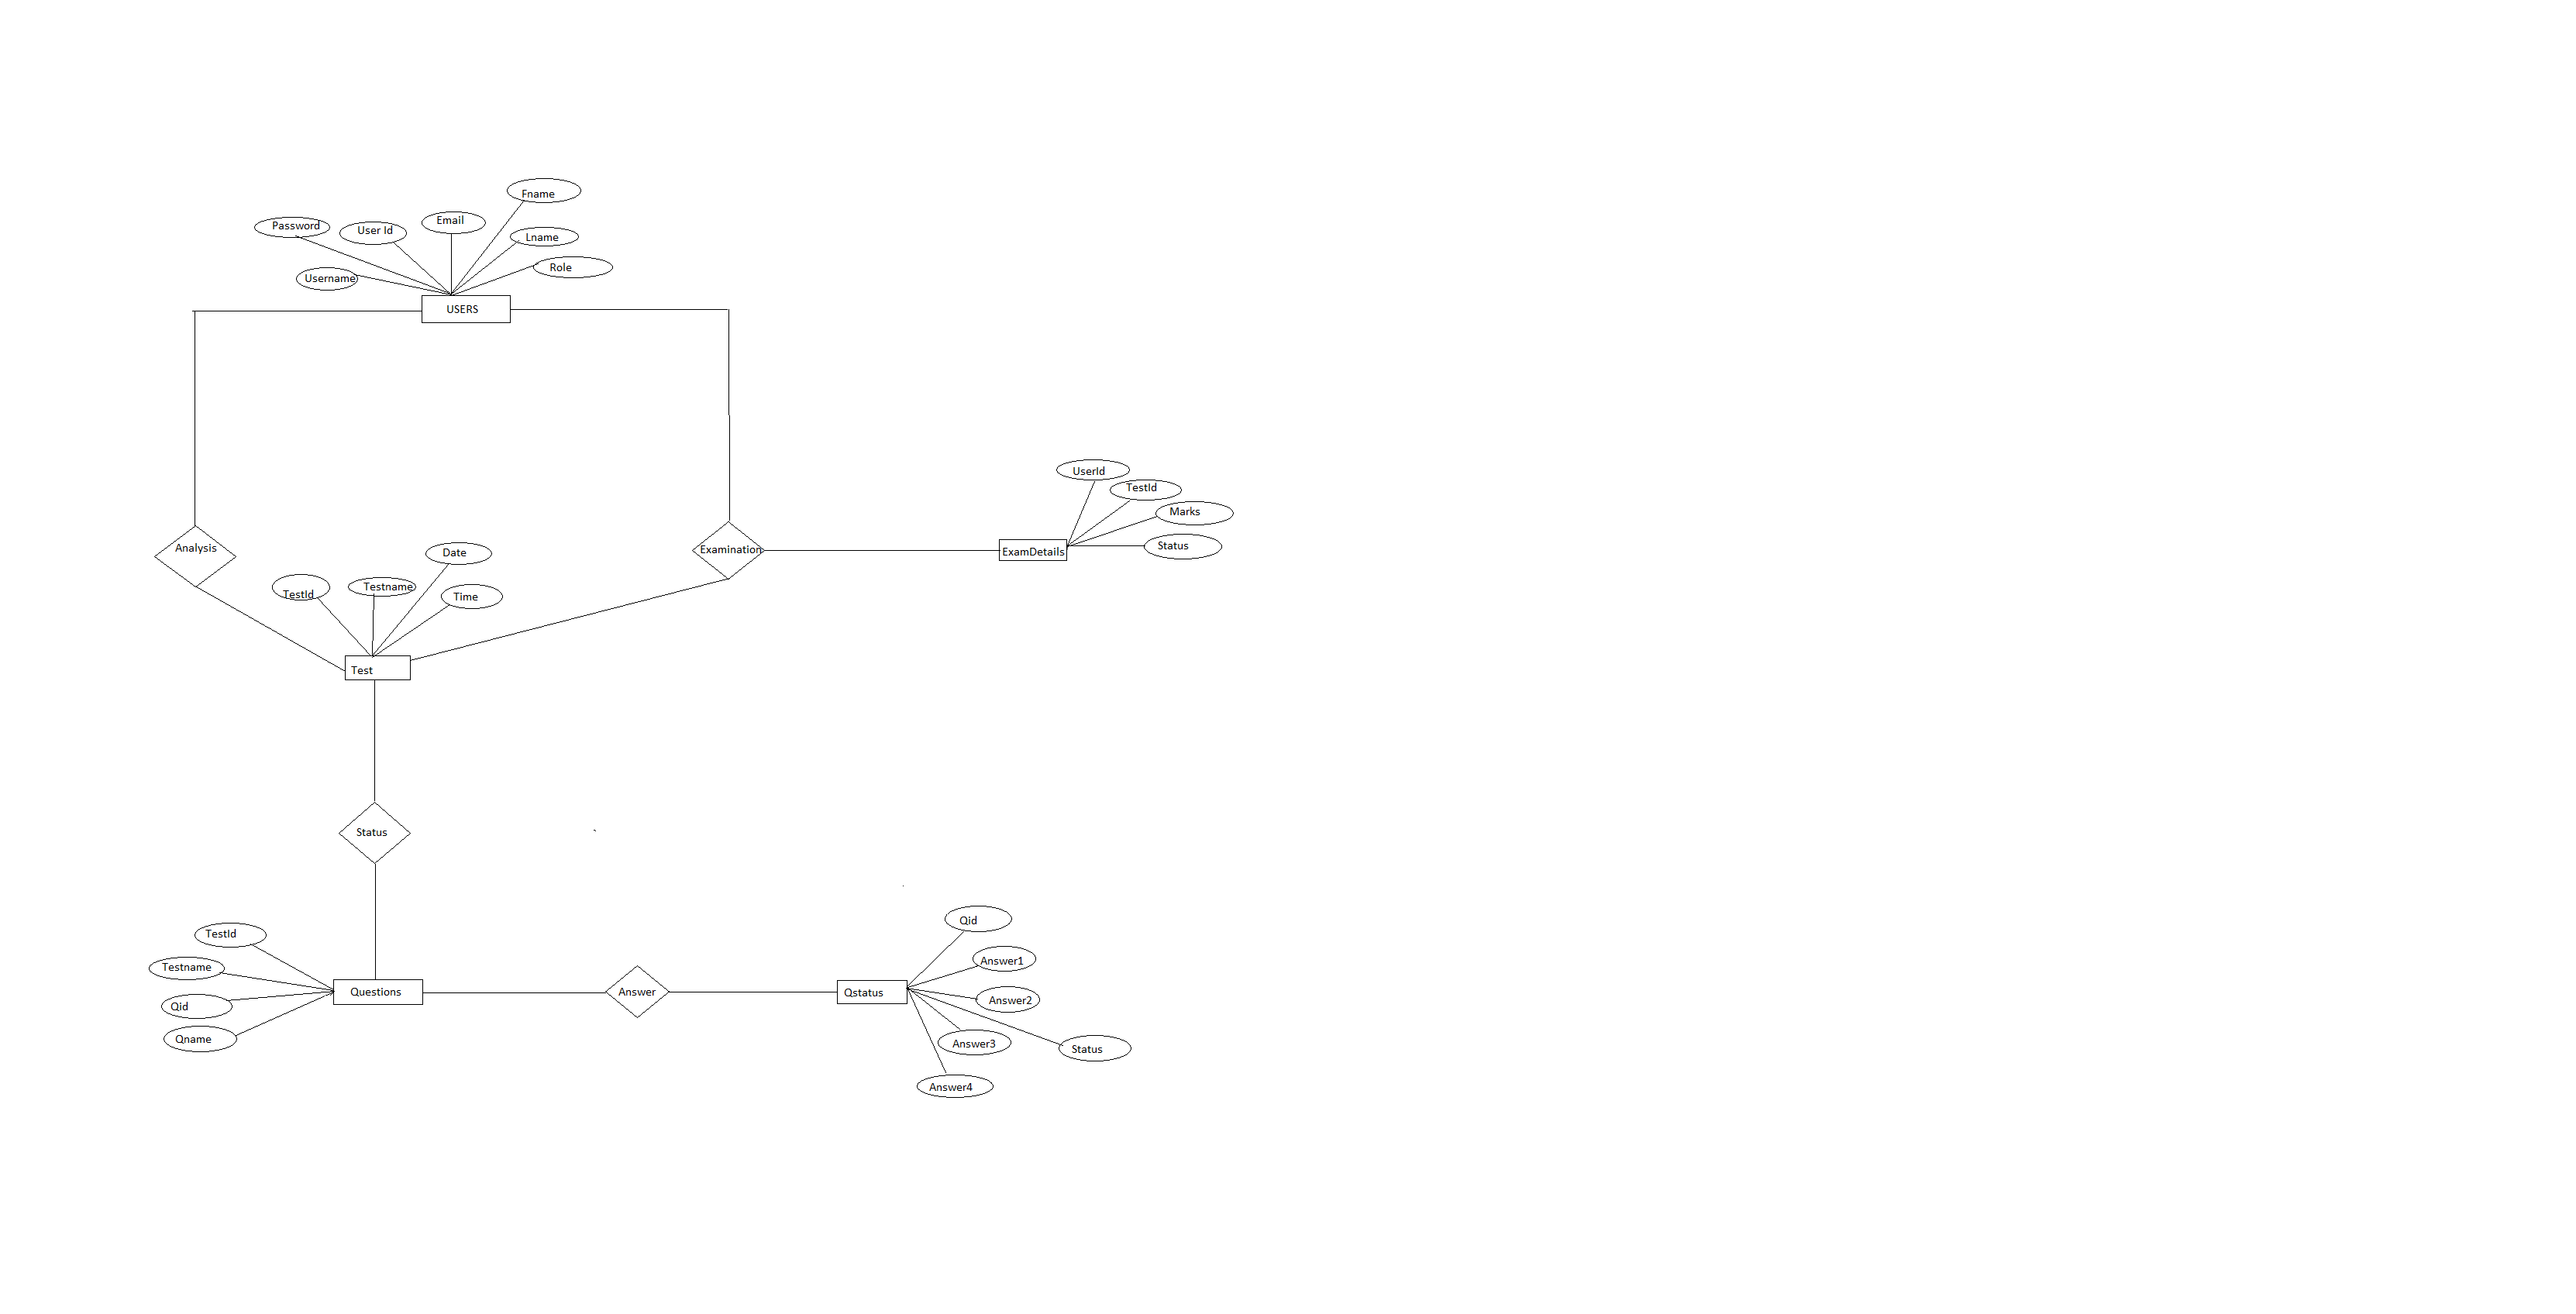 Fname
Password
User Id
Email
Lname
Role
Username
USERS
UserId
TestId
Marks
Status
ExamDetails
Examination
Analysis
Date
Testname
TestId
Time
Test
Status
Qid
TestId
Answer1
Testname
Questions
Answer
Qstatus
Answer2
Qid
Qname
Answer3
Status
Answer4